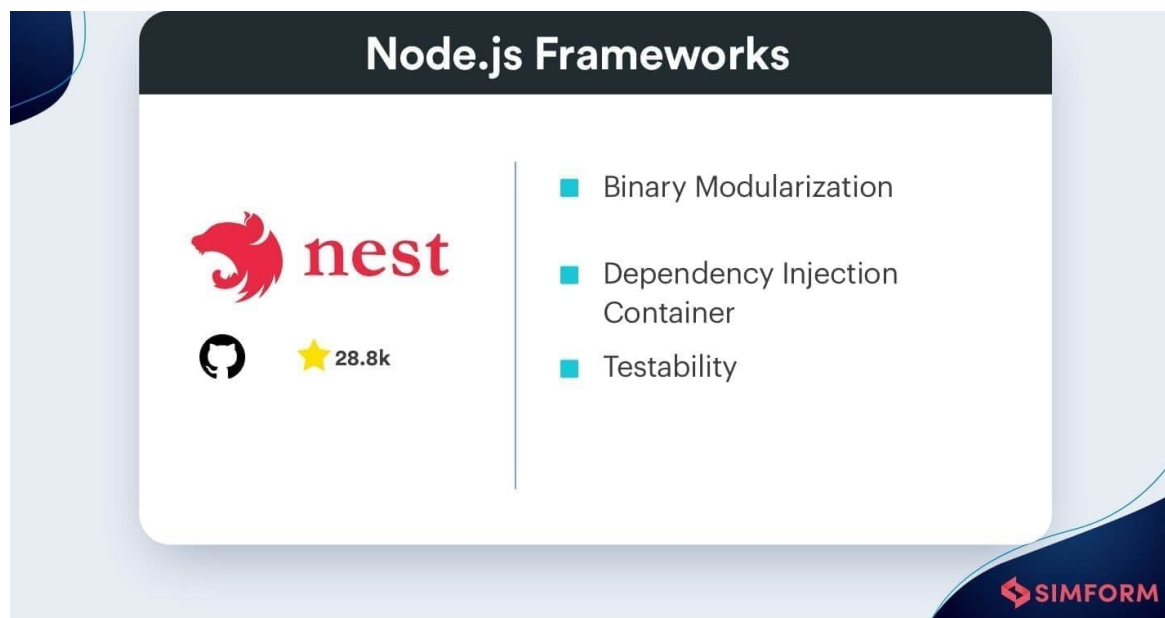 Node.js Frameworks
nest
28.8k
Binary Modularization
Dependency Injection
Container
Testability
SIMFORM